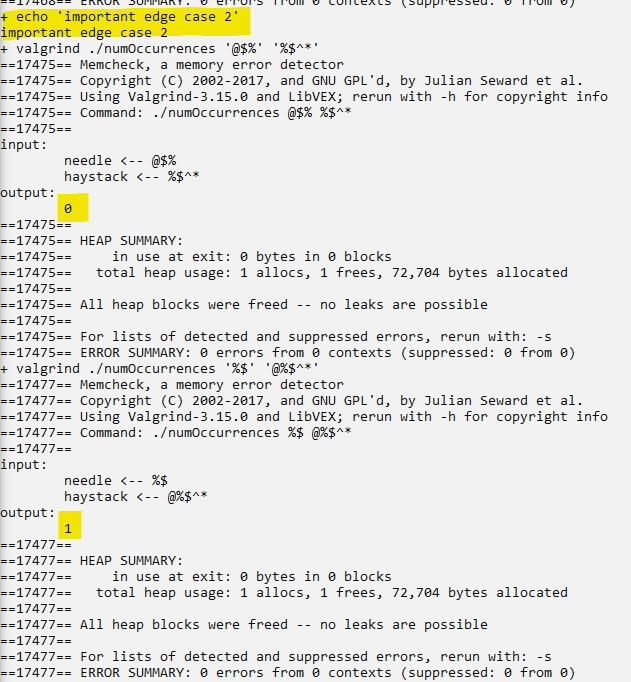 ==17468== ERROR SUMMARY: 0 errors from 0 contexts (suppressed: 0 from 0)
+ echo 'important edge case 2'
important edge case 2
+ valgrind ./numOccurrences '@$%' '%$^*'
==17475== Memcheck, a memory error detector
==17475== Copyright (C) 2002-2017, and GNU GPL'd, by Julian Seward et al.
==17475== Using Valgrind-3.15.0 and LibVEX; rerun with -h for copyright info
==17475== Command: ./numOccurrences @$% %$^*
==17475==
input:
needle <-- @$%
haystack <-- %$^*
output:
0
==17475==
==17475== HEAP SUMMARY:
==17475==     in use at exit: 0 bytes in 0 blocks
==17475==   total heap usage: 1 allocs, 1 frees, 72,704 bytes allocated
==17475==
==17475== All heap blocks were freed -- no leaks are possible
==17475==
==17475== For lists of detected and suppressed errors, rerun with: -s
==17475== ERROR SUMMARY: 0 errors from 0 contexts (suppressed: 0 from 0)
+ valgrind ./numOccurrences '%$' '@%$^*'
==17477== Memcheck, a memory error detector
==17477== Copyright (C) 2002-2017, and GNU GPL'd, by Julian Seward et al.
==17477== Using Valgrind-3.15.0 and LibVEX; rerun with -h for copyright info
==17477== Command: ./numOccurrences %$ @%$^*
==17477==
input:
needle <-- %$
haystack <-- @%$^*
output:
1
==17477==
==17477== HEAP SUMMARY:
==17477==     in use at exit: 0 bytes in 0 blocks
==17477==   total heap usage: 1 allocs, 1 frees, 72,704 bytes allocated
==17477==
==17477== All heap blocks were freed -- no leaks are possible
==17477==
==17477== For lists of detected and suppressed errors, rerun with: -s
==17477== ERROR SUMMARY: 0 errors from 0 contexts (suppressed: 0 from 0)